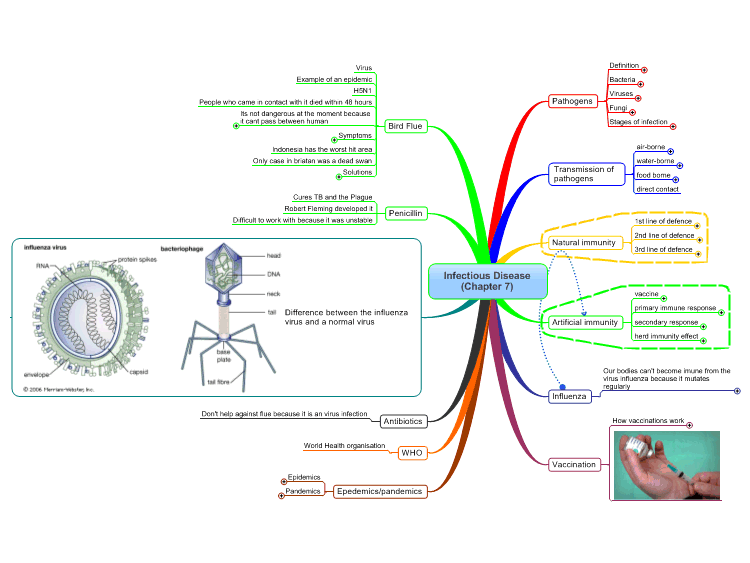 Infectious Disease
(Chapter 7)
Pathogens
Definition
Bacteria
Viruses
Fungi
Stages of infection
Transmission of
pathogens
air-borne
water-borne
food borne
direct contact
Natural immunity
1st line of defence
2nd line of defence
3rd line of defence
Artificial immunity
vaccine
primary immune response
secondary response
herd immunity effect
Influenza
Our bodies can't become imune from the
virus influenza because it mutates
regularly
Vaccination
How vaccinations work
Bird Flue
Virus
Example of an epidemic
H5N1
People who came in contact with it died within 48 hours
Its not dangerous at the moment because
it cant pass between human
Symptoms
Indonesia has the worst hit area
Only case in briatan was a dead swan
Solutions
Penicillin
Cures TB and the Plague
Robert Fleming developed it
Difficult to work with because it was unstable
influenza virus
RNA
protein spikes
envelope
capsid
© 2006 Merriam-Webster, Inc.
bacteriophage
head
DNA
neck
tail
base
plate
tail fibre
Difference between the influenza
virus and a normal virus
Antibiotics
Don't help against flue because it is an virus infection
WHO
World Health organisation
Epedemics/pandemics
Epidemics
Pandemics